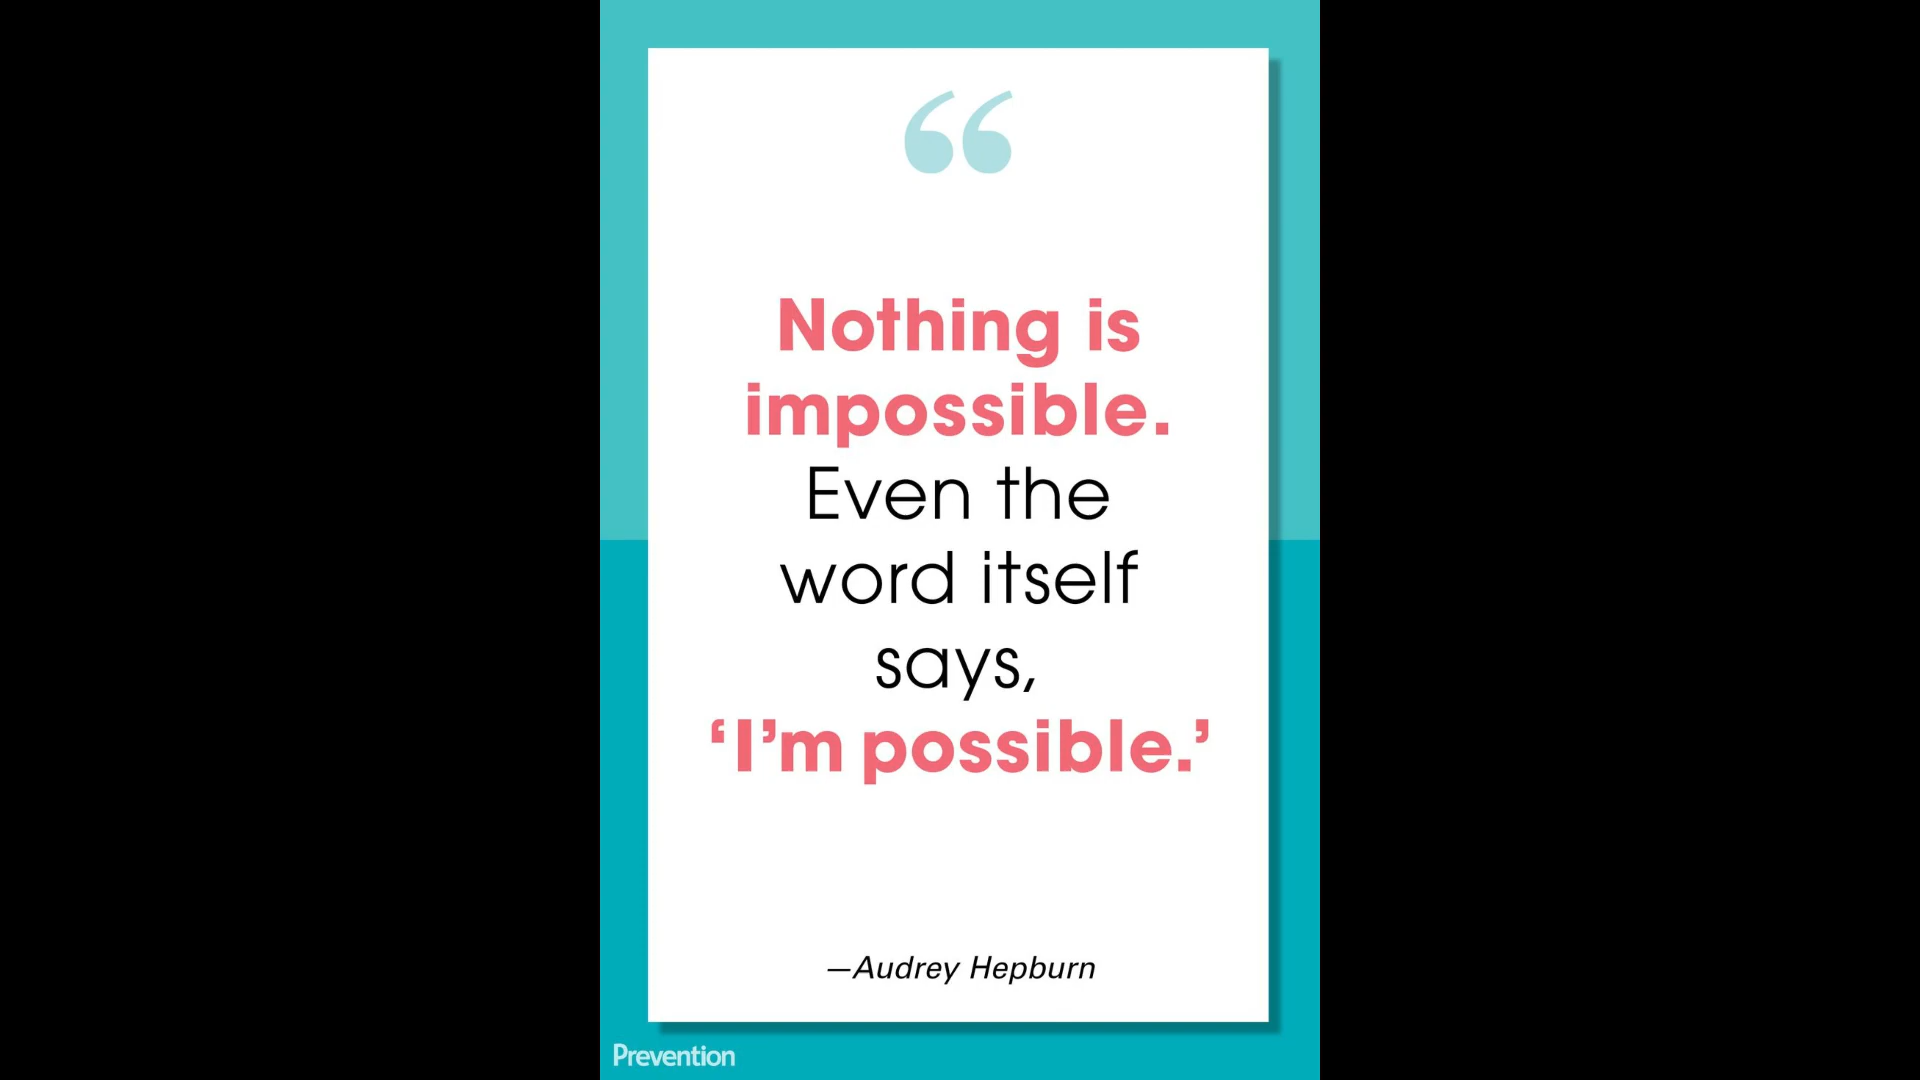 “
Nothing is
impossible.
Even the
word itself
says,
‘I’m possible.’
—Audrey Hepburn
Prevention